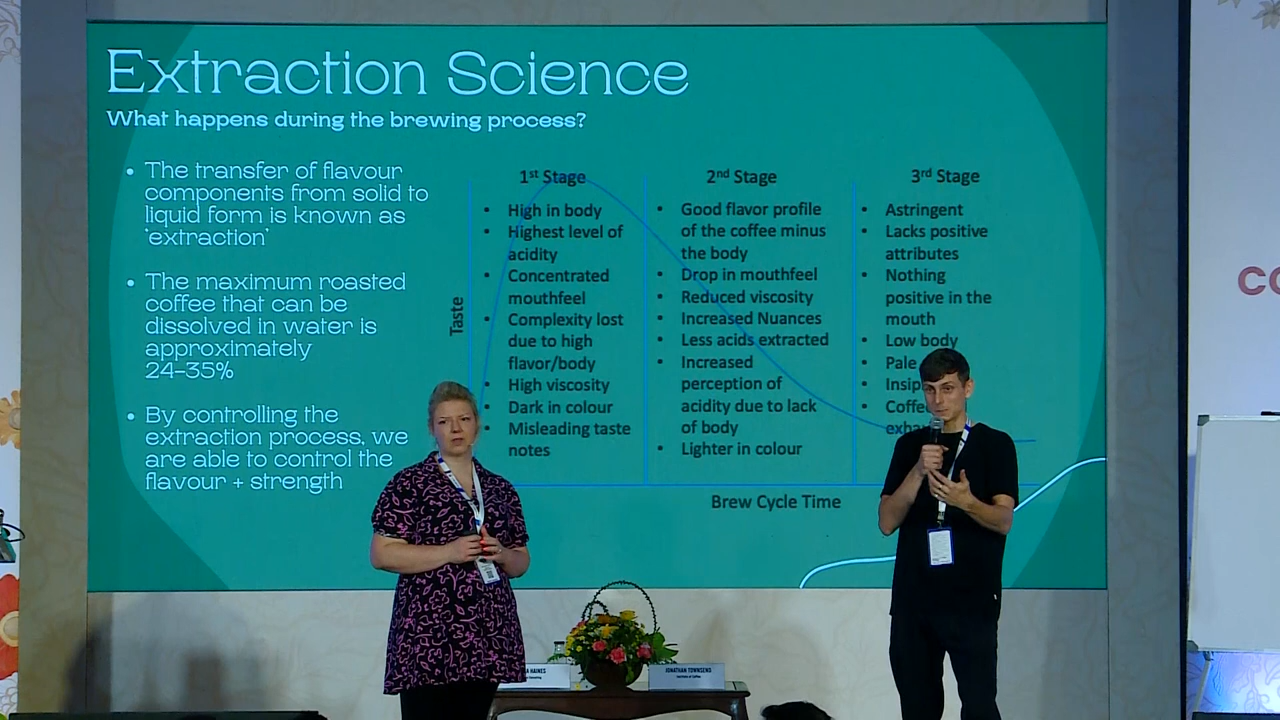 Extraction Science
What happens during the brewing process?
• The transfer of flavour
components from solid to
liquid form is known as
'extraction'
• The maximum roasted
coffee that can be
dissolved in water is
approximately
24-35%
• By controlling the
extraction process, we
are able to control the
flavour + strength
Taste
1st Stage
• High in body
• Highest level of
acidity
• Concentrated
mouthfeel
• Complexity lost
due to high
flavor/body
• High viscosity
• Dark in colour
• Misleading taste
notes
2nd Stage
• Good flavor profile
of the coffee minus
the body
• Drop in mouthfeel
• Reduced viscosity
• Increased Nuances
• Less acids extracted
• Increased
perception of
acidity due to lack
of body
• Lighter in colour
3rd Stage
• Astringent
• Lacks positive
attributes
• Nothing
positive in the
mouth
• Low body
• Pale
• Insip
• Coffe
exha
Brew Cycle Time
CO
HAINES
JONATHAN TOWNSEND